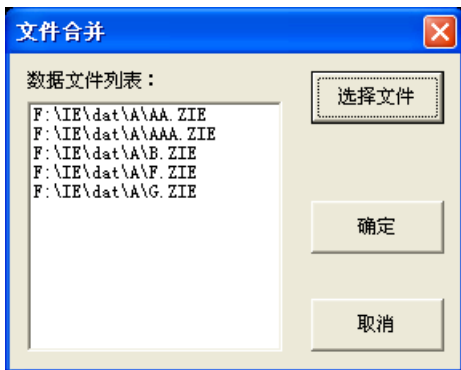 文件合并
数据文件列表：
选择文件
F:\IE\dat\A\AA.ZIE
F:\IE\dat\A\AAA.ZIE
F:\IE\dat\A\B.ZIE
F:\IE\dat\A\F.ZIE
F:\IE\dat\A\G.ZIE
确定
取消